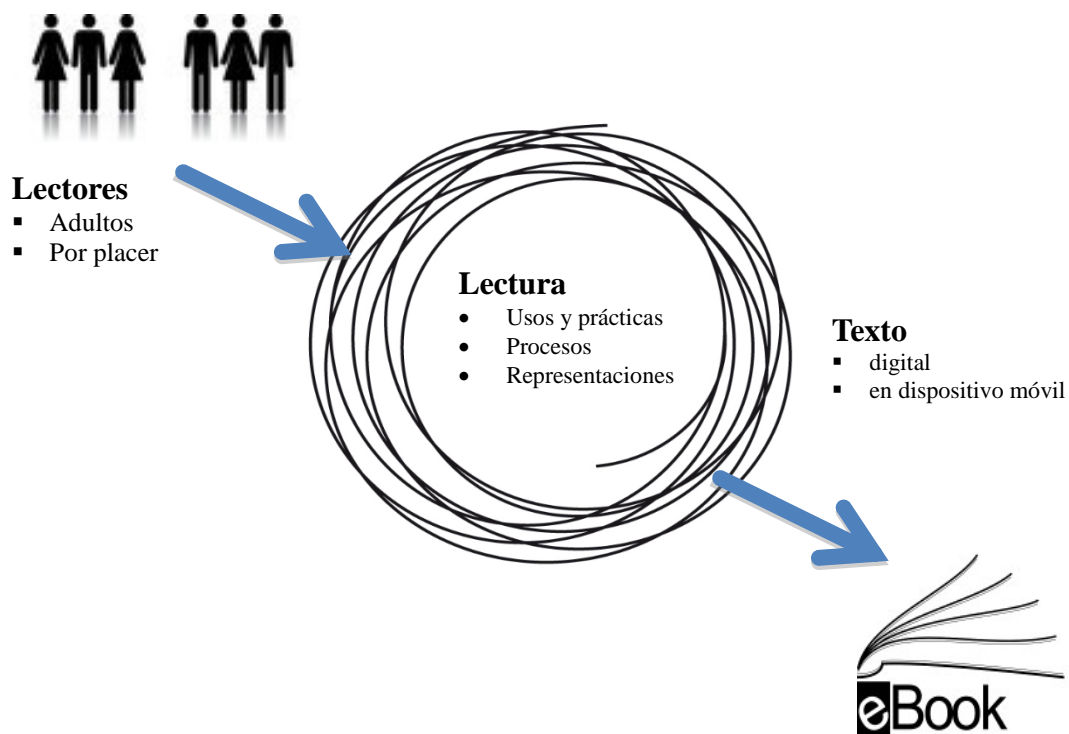 Lectores
▪ Adultos
▪ Por placer
Lectura
• Usos y prácticas
• Procesos
• Representaciones
Texto
▪ digital
▪ en dispositivo móvil
eBook